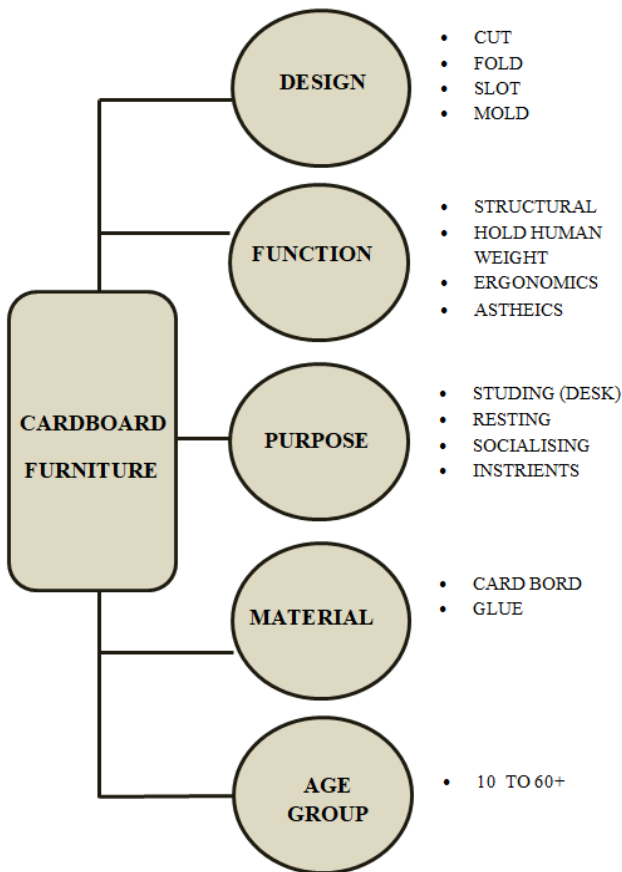 DESIGN
• CUT
• FOLD
• SLOT
• MOLD
FUNCTION
• STRUCTURAL
• HOLD HUMAN
WEIGHT
• ERGONOMICS
• ASTHEICS
CARDBOARD
FURNITURE
PURPOSE
• STUDING (DESK)
• RESTING
• SOCIALISING
• INSTRIENTS
MATERIAL
• CARD BORD
• GLUE
AGE
GROUP
• 10 TO 60+